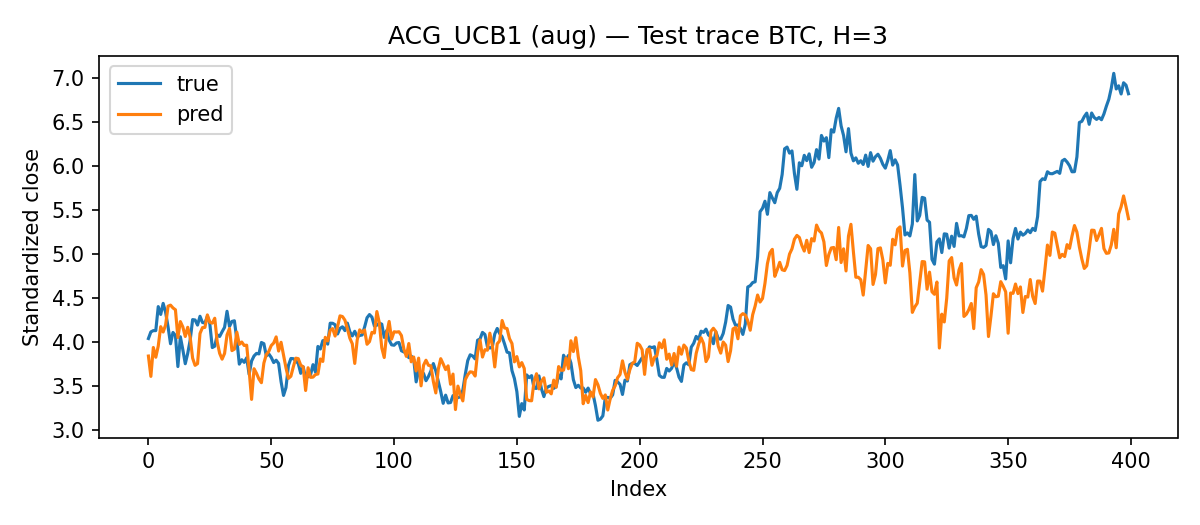 ACG_UCB1 (aug) — Test trace BTC, H=3
true
pred
Standardized close
7.0
6.5
6.0
5.5
5.0
4.5
4.0
3.5
3.0
0 50 100 150 200 250 300 350 400
Index